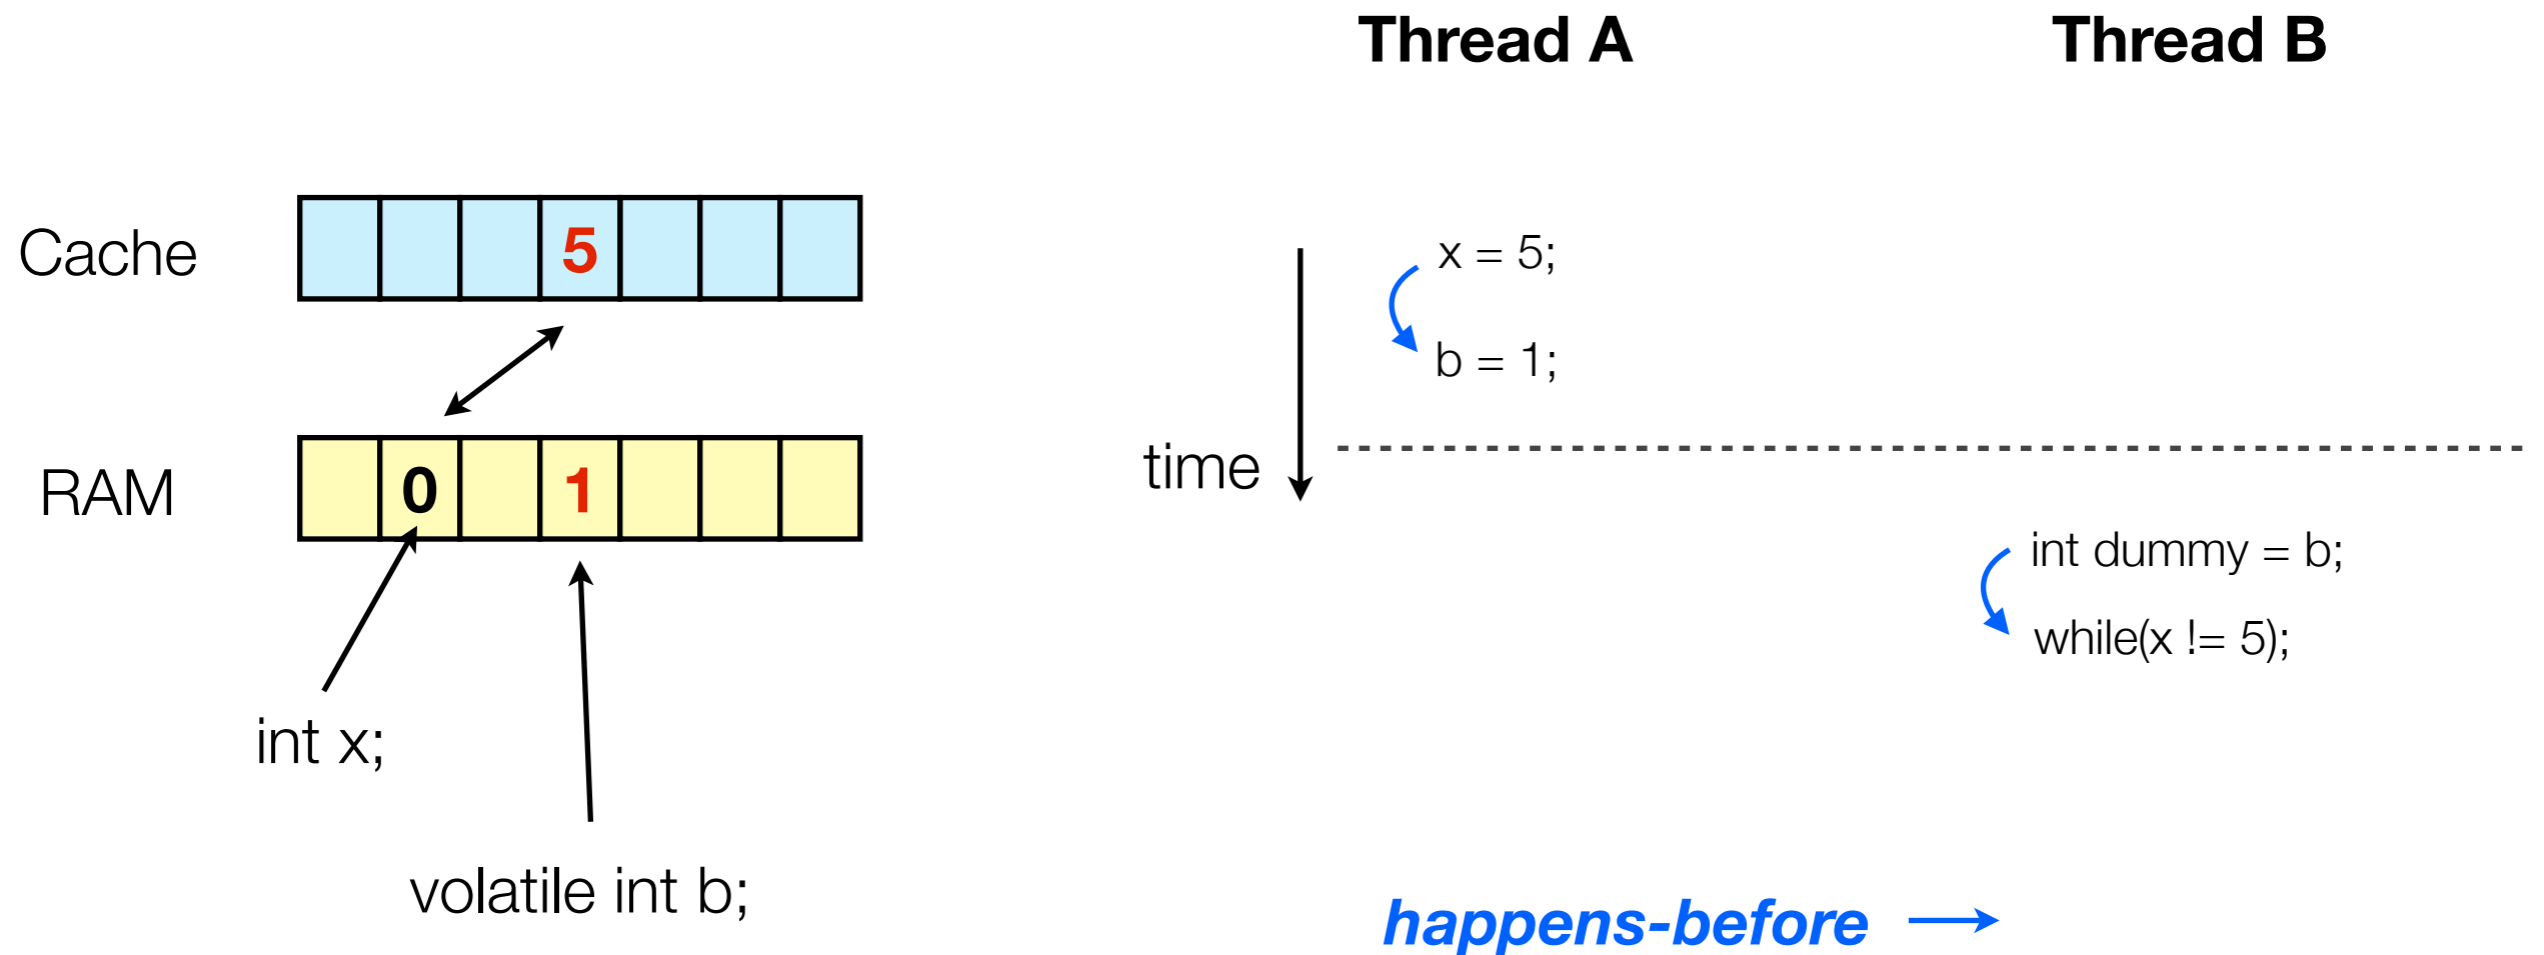 Thread A
Thread B
Cache
5
x = 5;
b = 1;
time
RAM
0
1
int dummy = b;
while(x != 5);
int x;
volatile int b;
happens-before